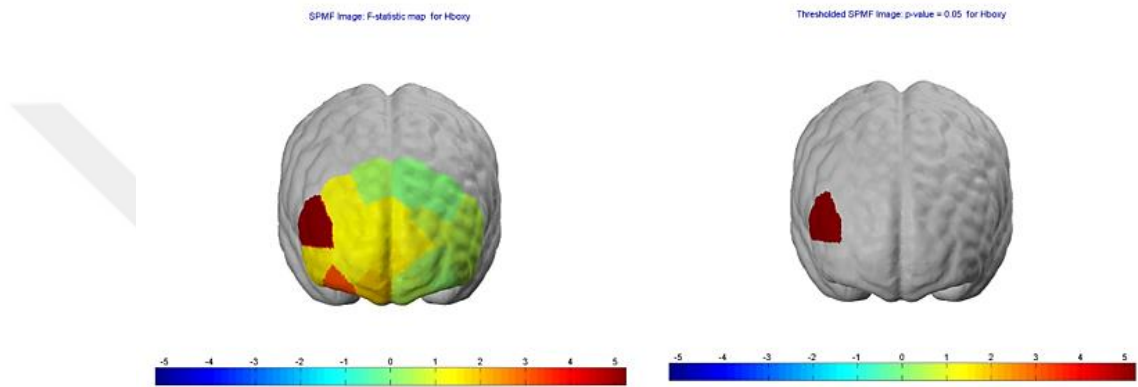 SPMF Image: F-statistic map for Hboxy
Thresholded SPMF Image: p-value = 0.05 for Hboxy
-5 -4 -3 -2 -1 0 1 2 3 4 5
-5 -4 -3 -2 -1 0 1 2 3 4 5